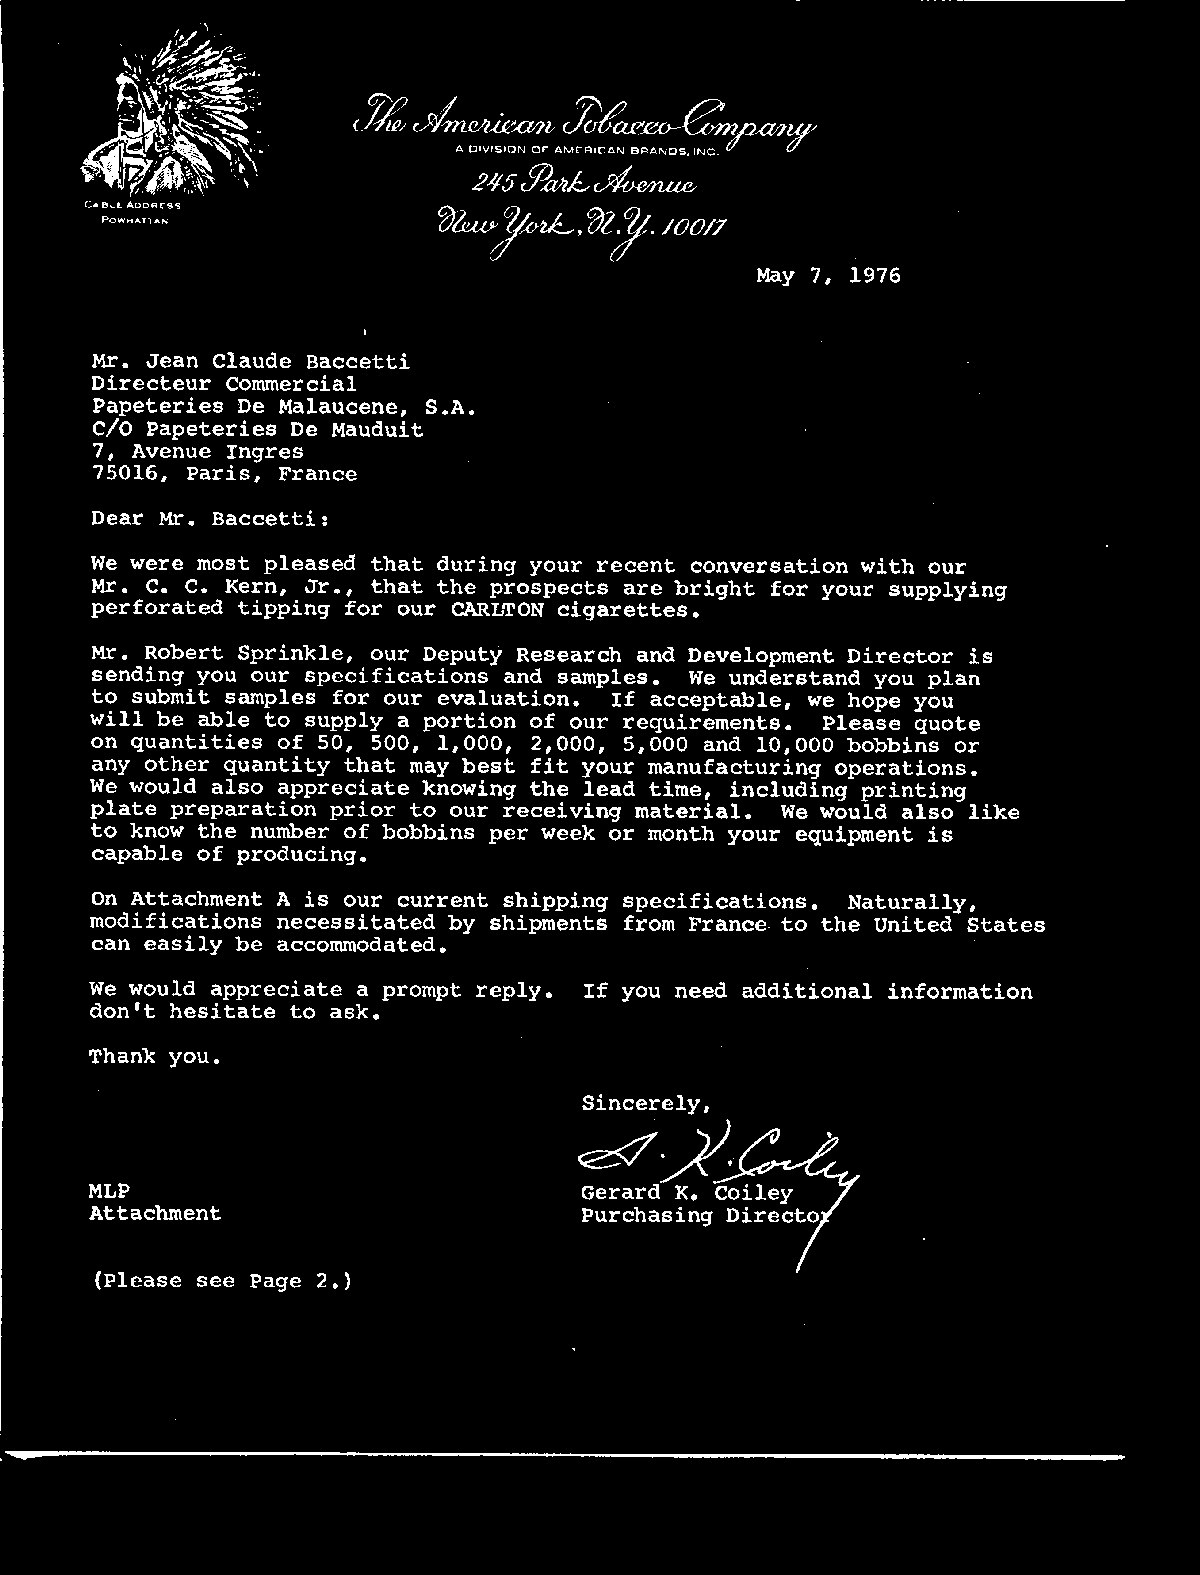 The American Tobacco Company
A DIVISION OF AMERICAN BRANDS, INC.
245 Park Avenue
New York, N.Y. 10017
CABLE ADDRESS
POWHATTAN
May 7, 1976
Mr. Jean Claude Baccetti
Directeur Commercial
Papeteries De Malaucene, S.A.
C/O Papeteries De Mauduit
7, Avenue Ingres
75016, Paris, France
Dear Mr. Baccetti:
We were most pleased that during your recent conversation with our
Mr. C. C. Kern, Jr., that the prospects are bright for your supplying
perforated tipping for our CARLTON cigarettes.
Mr. Robert Sprinkle, our Deputy Research and Development Director is
sending you our specifications and samples.  We understand you plan
to submit samples for our evaluation.  If acceptable, we hope you
will be able to supply a portion of our requirements.  Please quote
on quantities of 50, 500, 1,000, 2,000, 5,000 and 10,000 bobbins or
any other quantity that may best fit your manufacturing operations.
We would also appreciate knowing the lead time, including printing
plate preparation prior to our receiving material.  We would also like
to know the number of bobbins per week or month your equipment is
capable of producing.
On Attachment A is our current shipping specifications.  Naturally,
modifications necessitated by shipments from France to the United States
can easily be accommodated.
We would appreciate a prompt reply.  If you need additional information
don't hesitate to ask.
Thank you.
Sincerely,
G. K. Coiley
Gerard K. Coiley
Purchasing Director
MLP
Attachment
(Please see Page 2.)